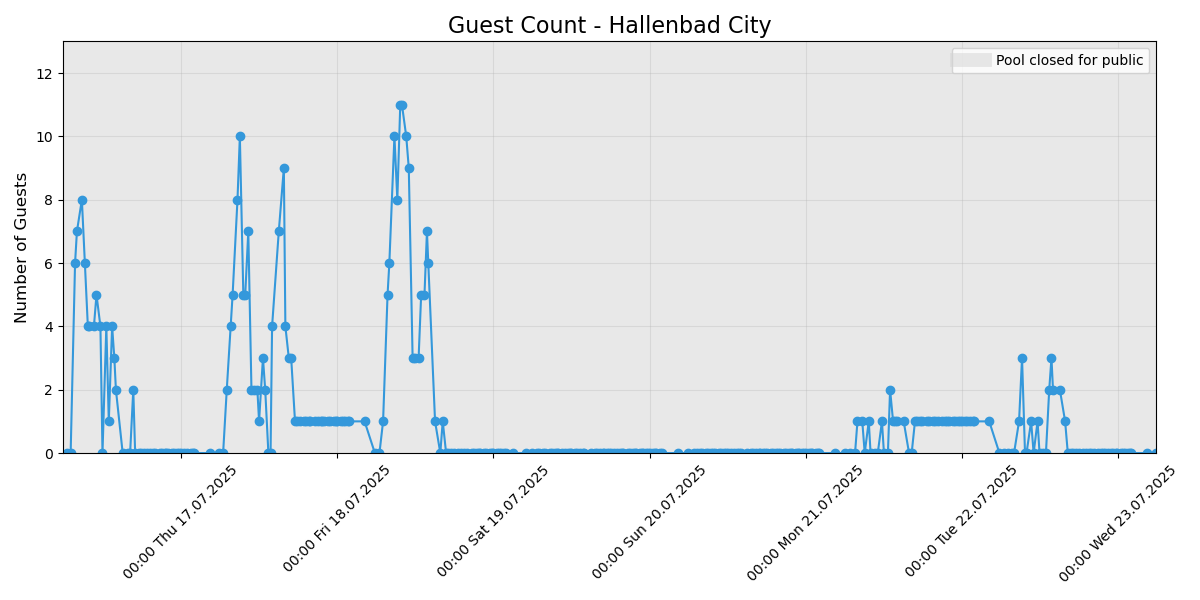 Guest Count - Hallenbad City
Pool closed for public
Number of Guests
12
10
8
6
4
2
0
00:00 Thu 17.07.2025
00:00 Fri 18.07.2025
00:00 Sat 19.07.2025
00:00 Sun 20.07.2025
00:00 Mon 21.07.2025
00:00 Tue 22.07.2025
00:00 Wed 23.07.2025